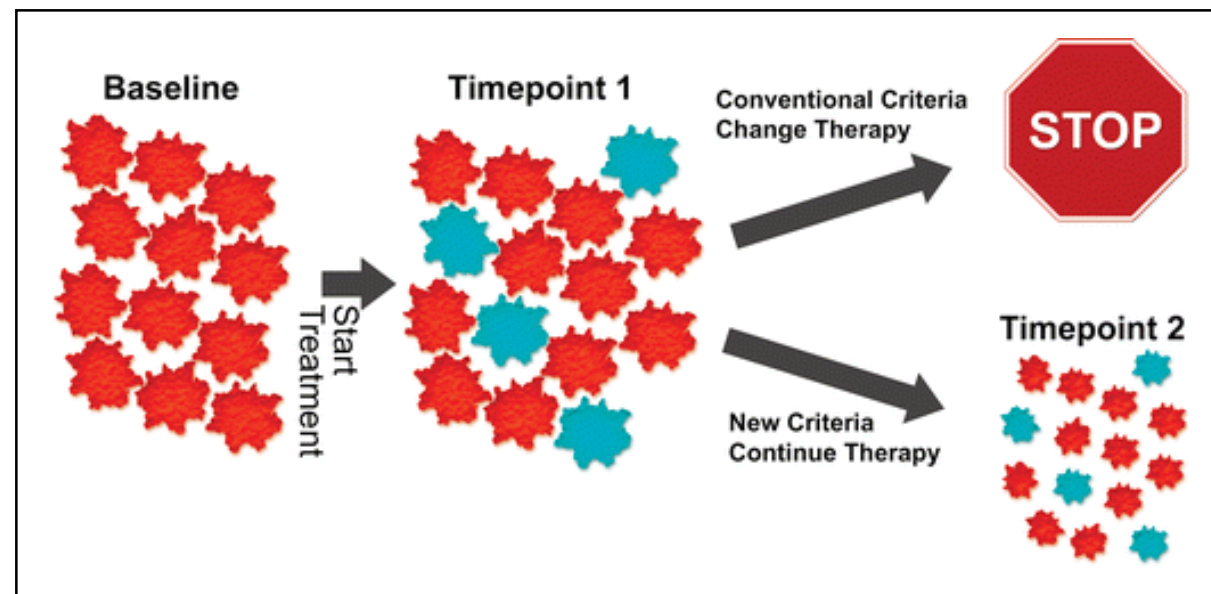 Baseline
Start
Treatment
Timepoint 1
Conventional Criteria
Change Therapy
STOP
New Criteria
Continue Therapy
Timepoint 2